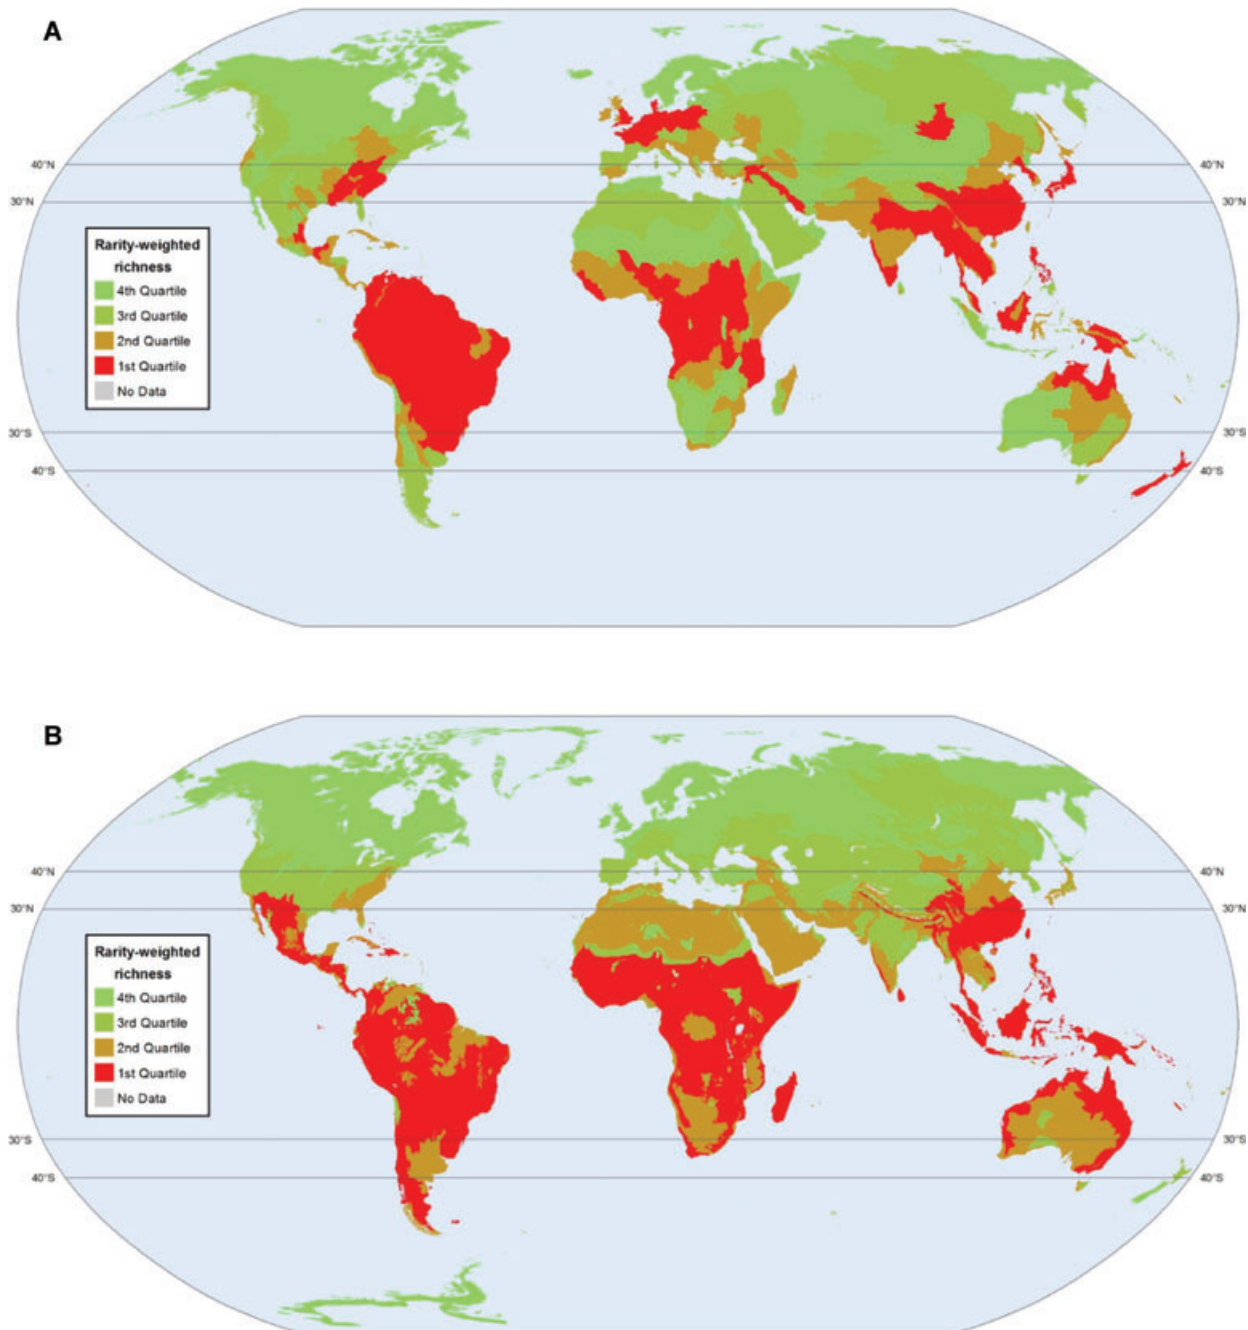 A
40°N
40°N
30°N
30°N
Rarity-weighted
richness
4th Quartile
3rd Quartile
2nd Quartile
1st Quartile
No Data
30°S
30°S
40°S
40°S
B
40°N
40°N
30°N
30°N
Rarity-weighted
richness
4th Quartile
3rd Quartile
2nd Quartile
1st Quartile
No Data
30°S
30°S
40°S
40°S